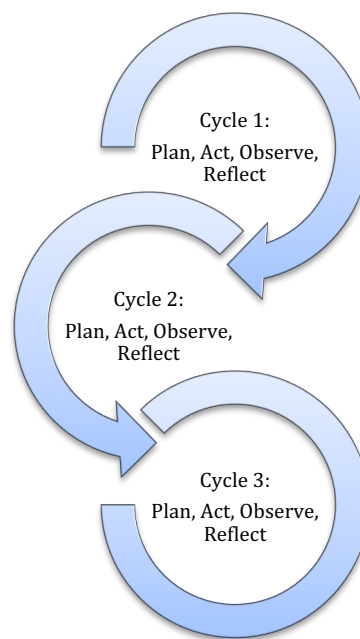 Cycle 1:
Plan, Act, Observe,
Reflect
Cycle 2:
Plan, Act, Observe,
Reflect
Cycle 3:
Plan, Act, Observe,
Reflect